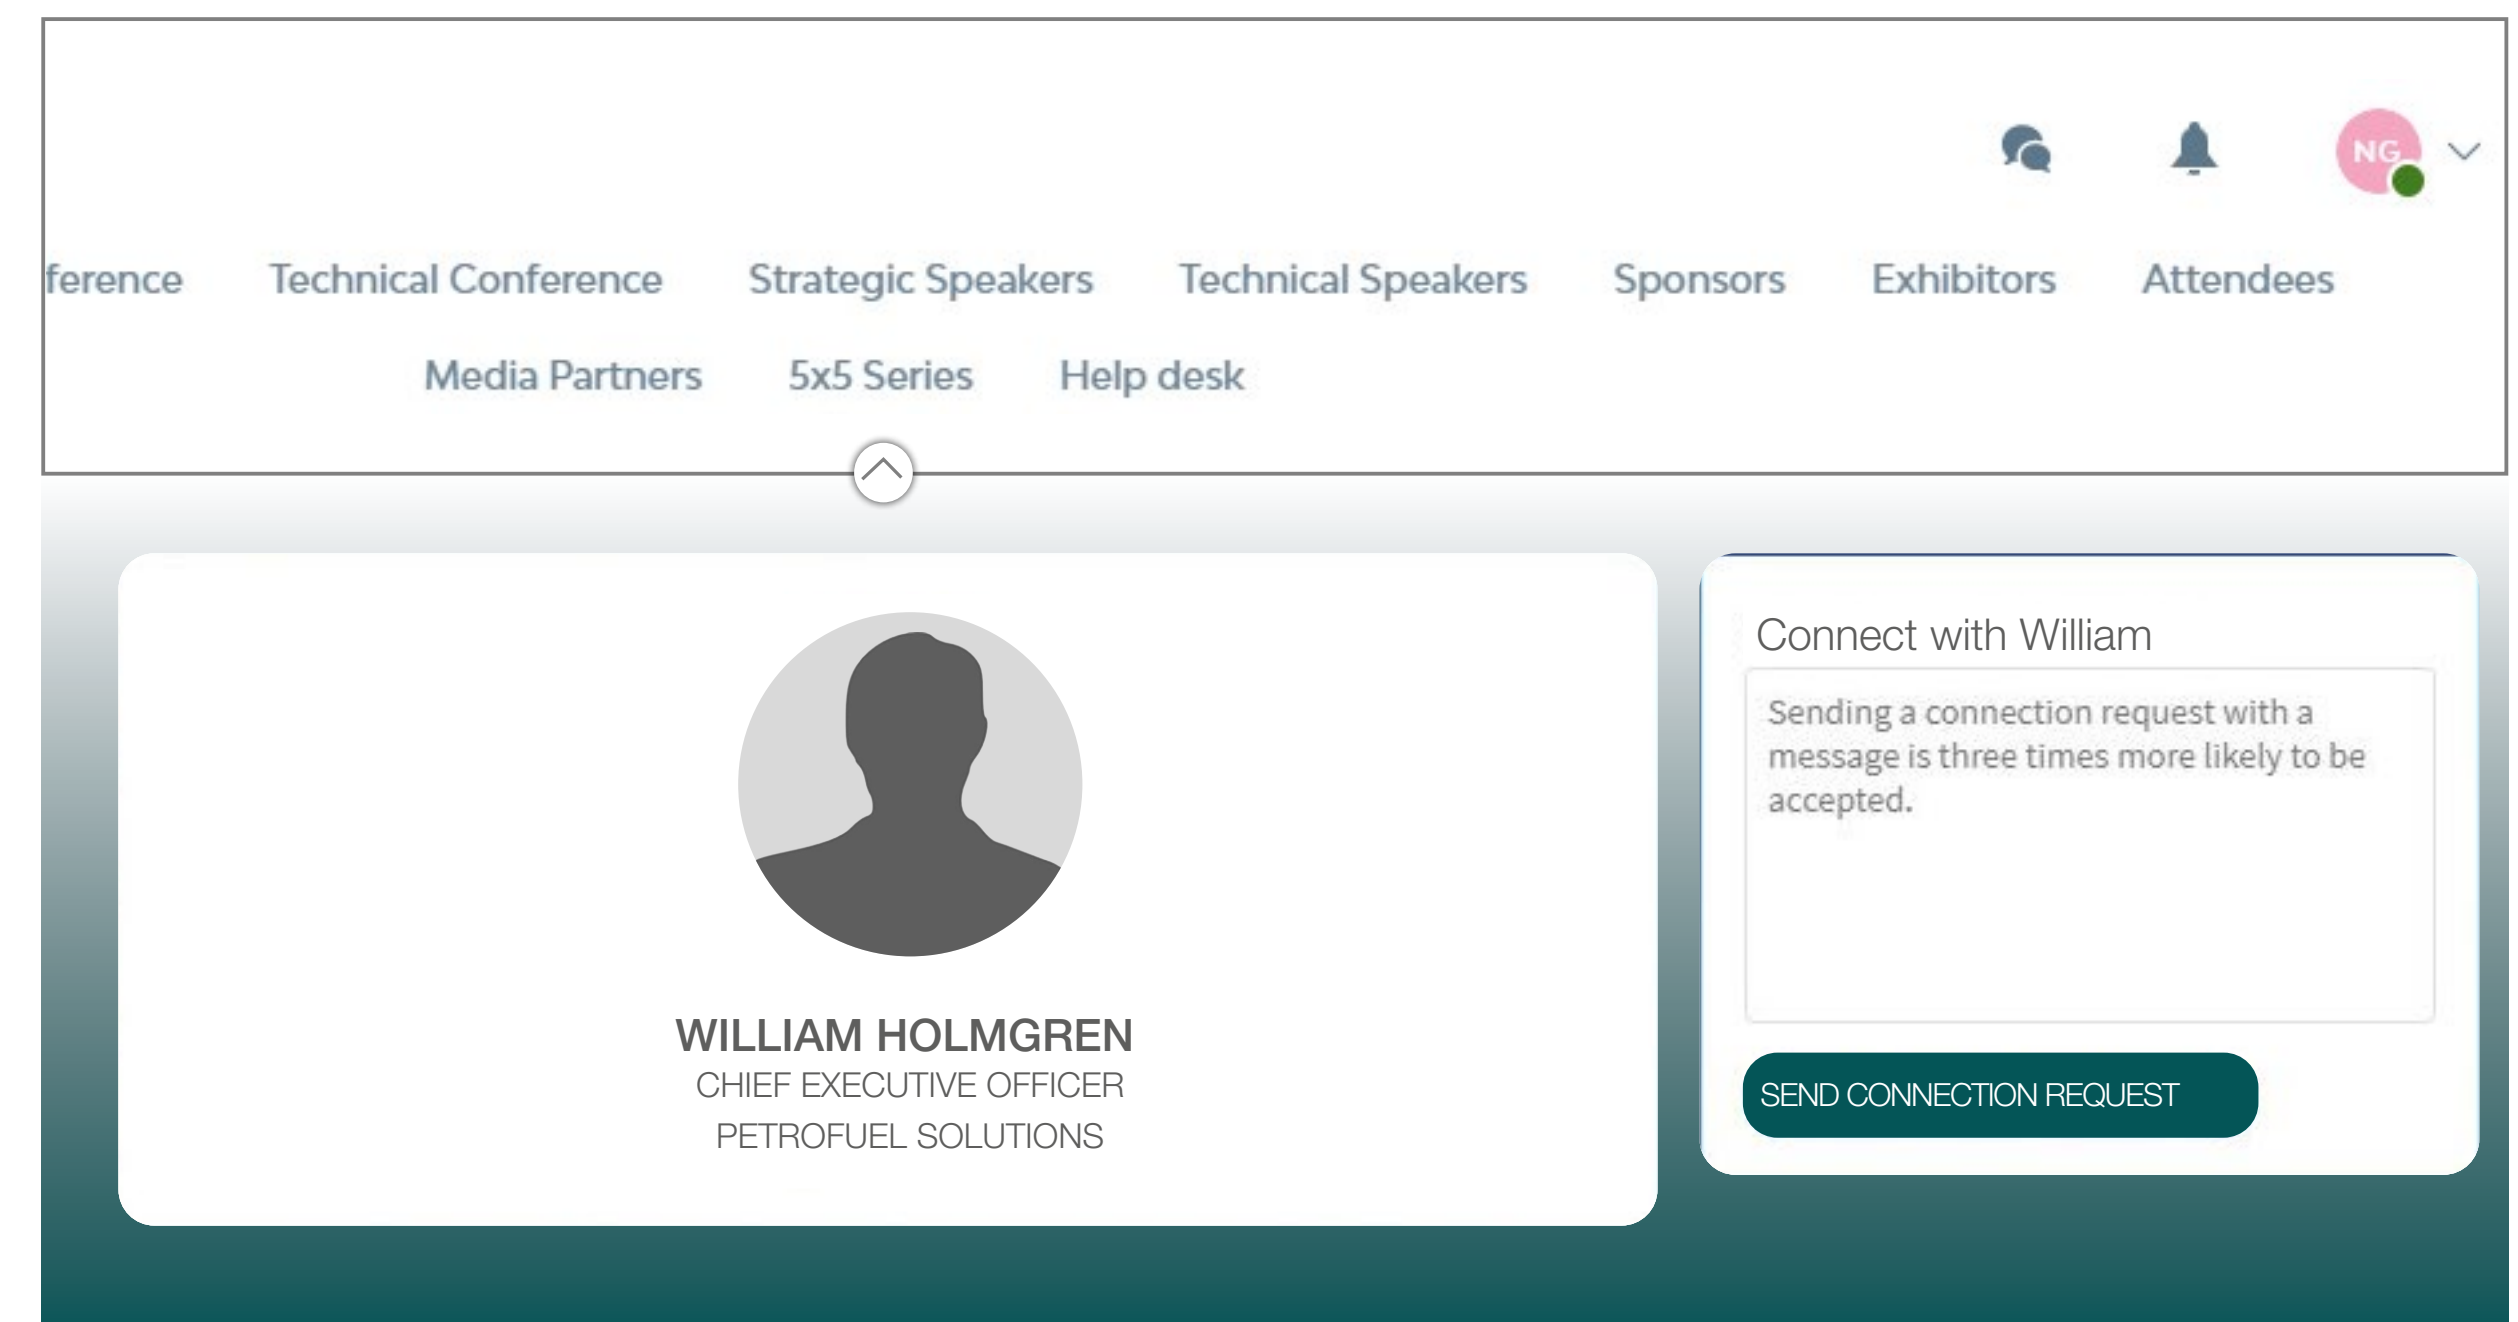 NG
ference Technical Conference Strategic Speakers Technical Speakers Sponsors Exhibitors Attendees
Media Partners 5x5 Series Help desk
WILLIAM HOLMGREN
CHIEF EXECUTIVE OFFICER
PETROFUEL SOLUTIONS
Connect with William
Sending a connection request with a
message is three times more likely to be
accepted.
SEND CONNECTION REQUEST